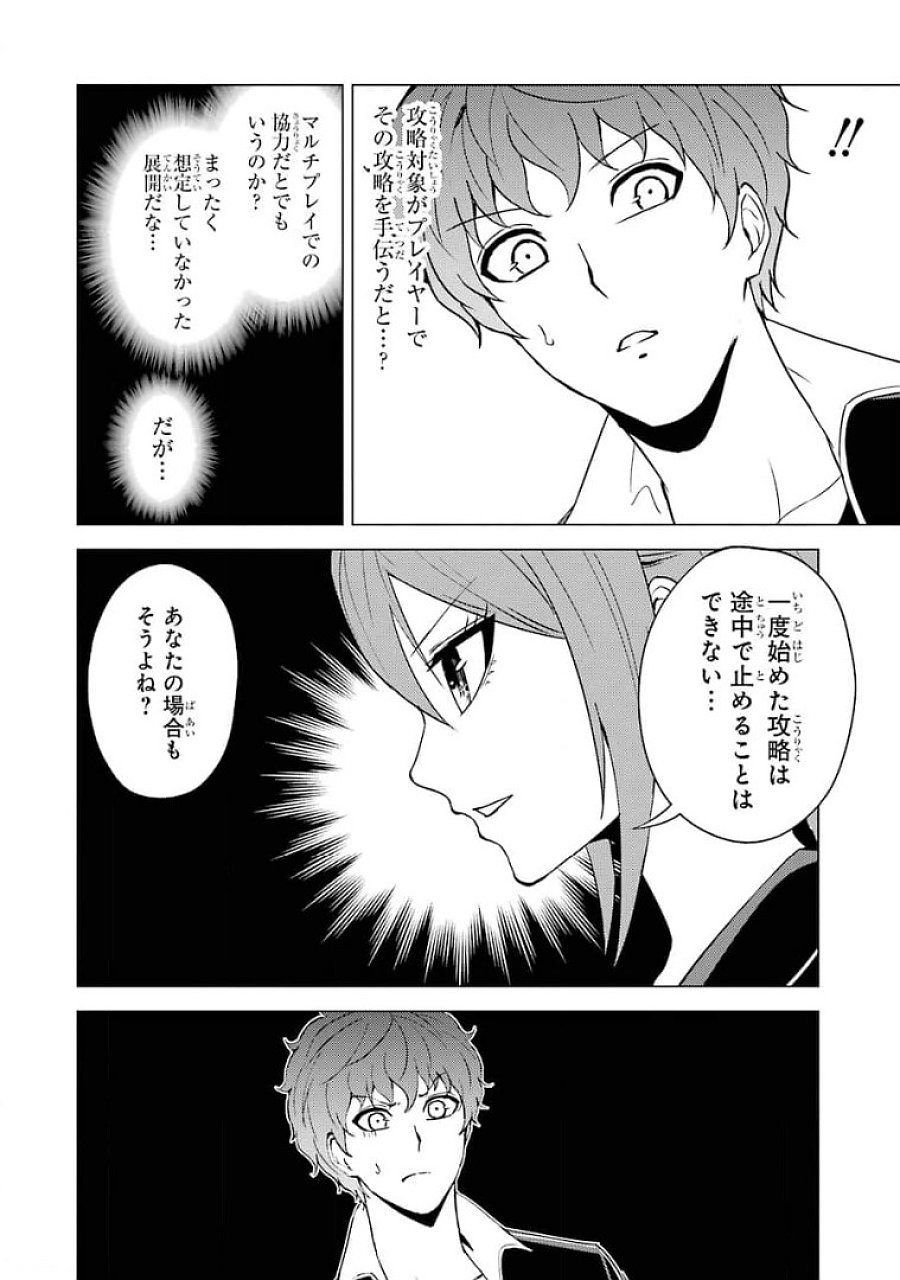 !!
攻略対象がプレイヤーで
その攻略を手伝うだと…？
マルチプレイでの
協力だとでも
いうのか？
まったく
想定していなかった
展開だな…
だが…
一度始めた攻略は
途中で止めることは
できない…
あなたの場合も
そうよね？